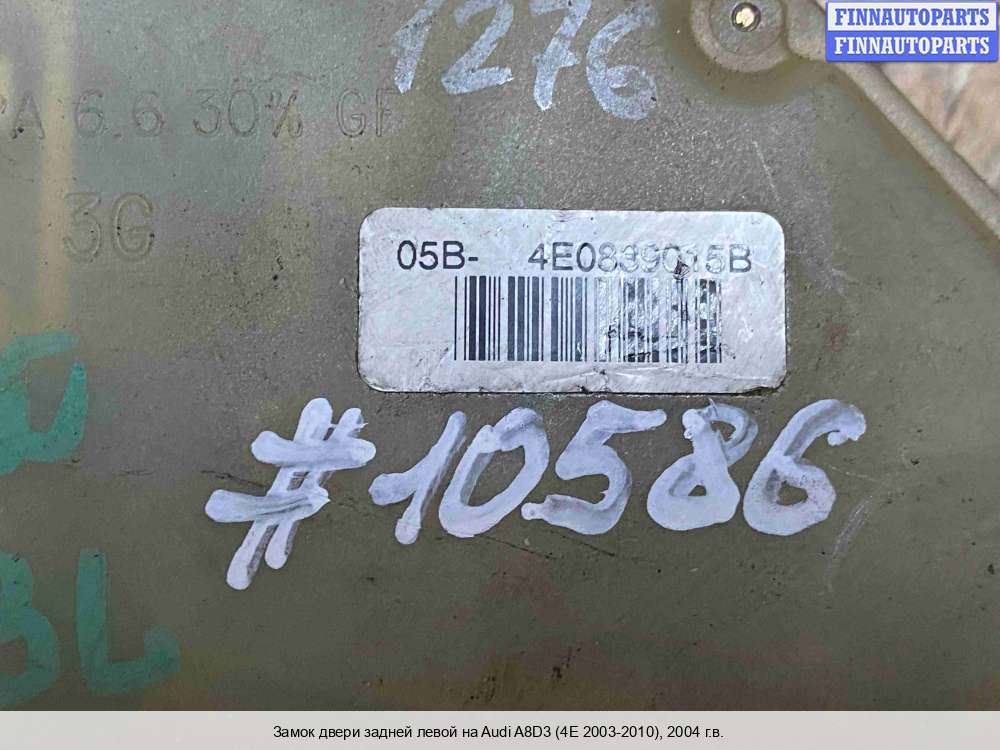 FINNAUTOPARTS
FINNAUTOPARTS
1276
PA 6.6 30% GF
3G
05B- 4E0839015B
#10586
3L
Замок двери задней левой на Audi A8D3 (4E 2003-2010), 2004 г.в.